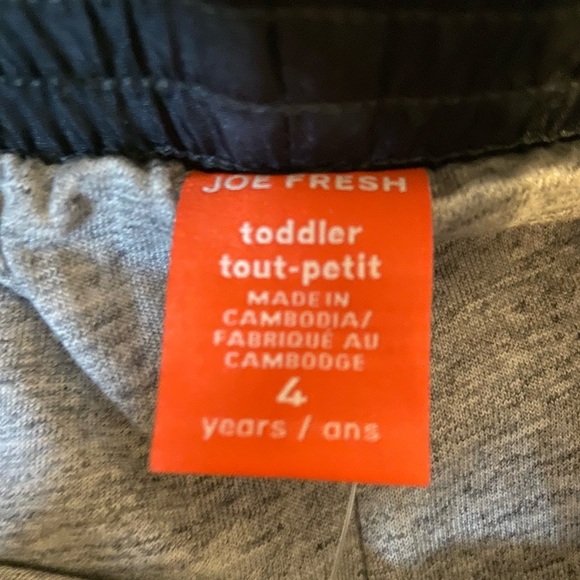 JOE FRESH
toddler
tout-petit
MADE IN
CAMBODIA/
FABRIQUÉ AU
CAMBODGE
4
years / ans